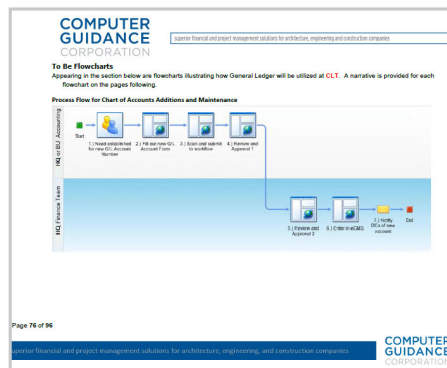 COMPUTER
GUIDANCE
CORPORATION
superior financial and project management solutions for architecture, engineering and construction companies.
To Be Flowcharts
Appearing in the section below are flowcharts illustrating how General Ledger will be utilized at CLT. A narrative is provided for each
flowchart on the pages following.
Process Flow for Chart of Accounts Additions and Maintenance
HQ or BU Accounting
Start
1.) Need established
for new G/L Account
Number
2.) Fill out new G/L
Account Form
3.) Scan and submit
to workflow
4.) Review and
Approval 1
HQ Finance Team
5.) Review and
Approval 2
6.) Enter in eCMS
7.) Notify
of new
account
End
Page 76 of 96
superior financial and project management solutions for architecture, engineering, and construction companies
COMPUTER
GUIDANCE
CORPORATION